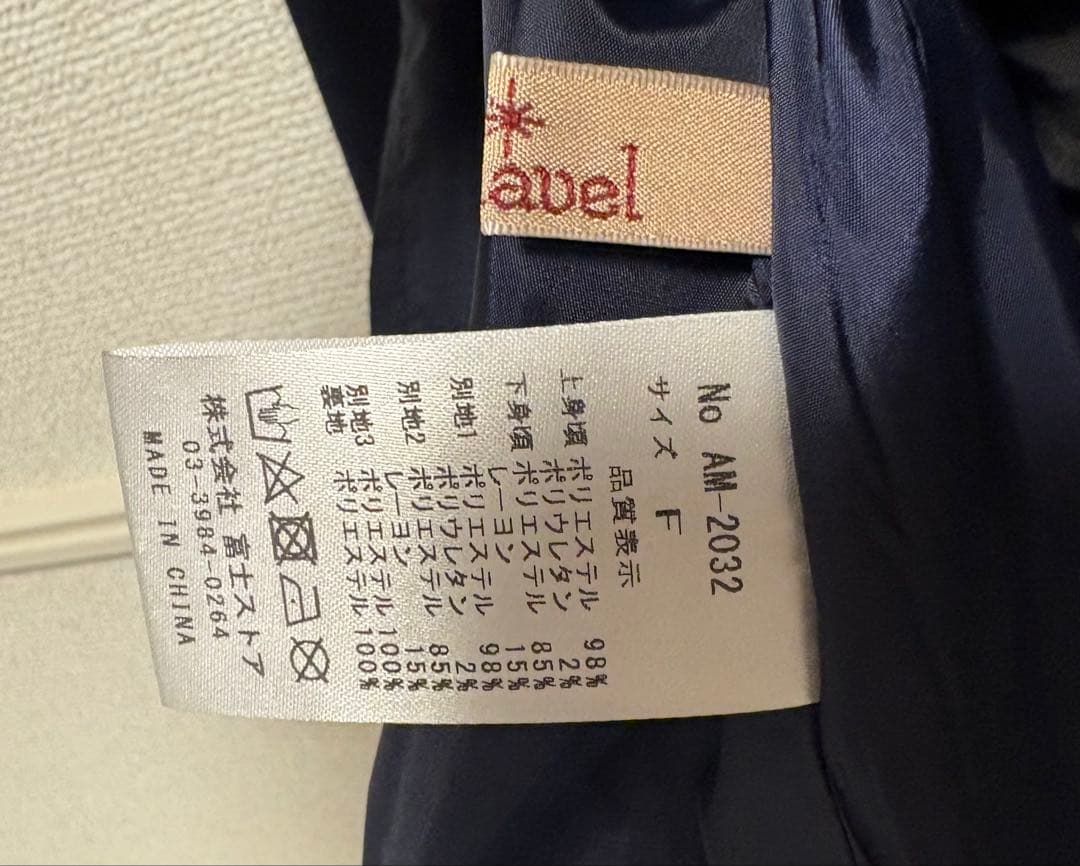 avel
No AM-2032
サイズ F
品質表示
上身頃 ポリエステル 98%
ポリウレタン 2%
下身頃 ポリエステル 85%
レーヨン 15%
別地1 ポリエステル 98%
ポリウレタン 2%
別地2 ポリエステル 85%
レーヨン 15%
別地3 ポリエステル 100%
裏地 ポリエステル 100%
株式会社 富士ストア
03-3984-0264
MADE IN CHINA